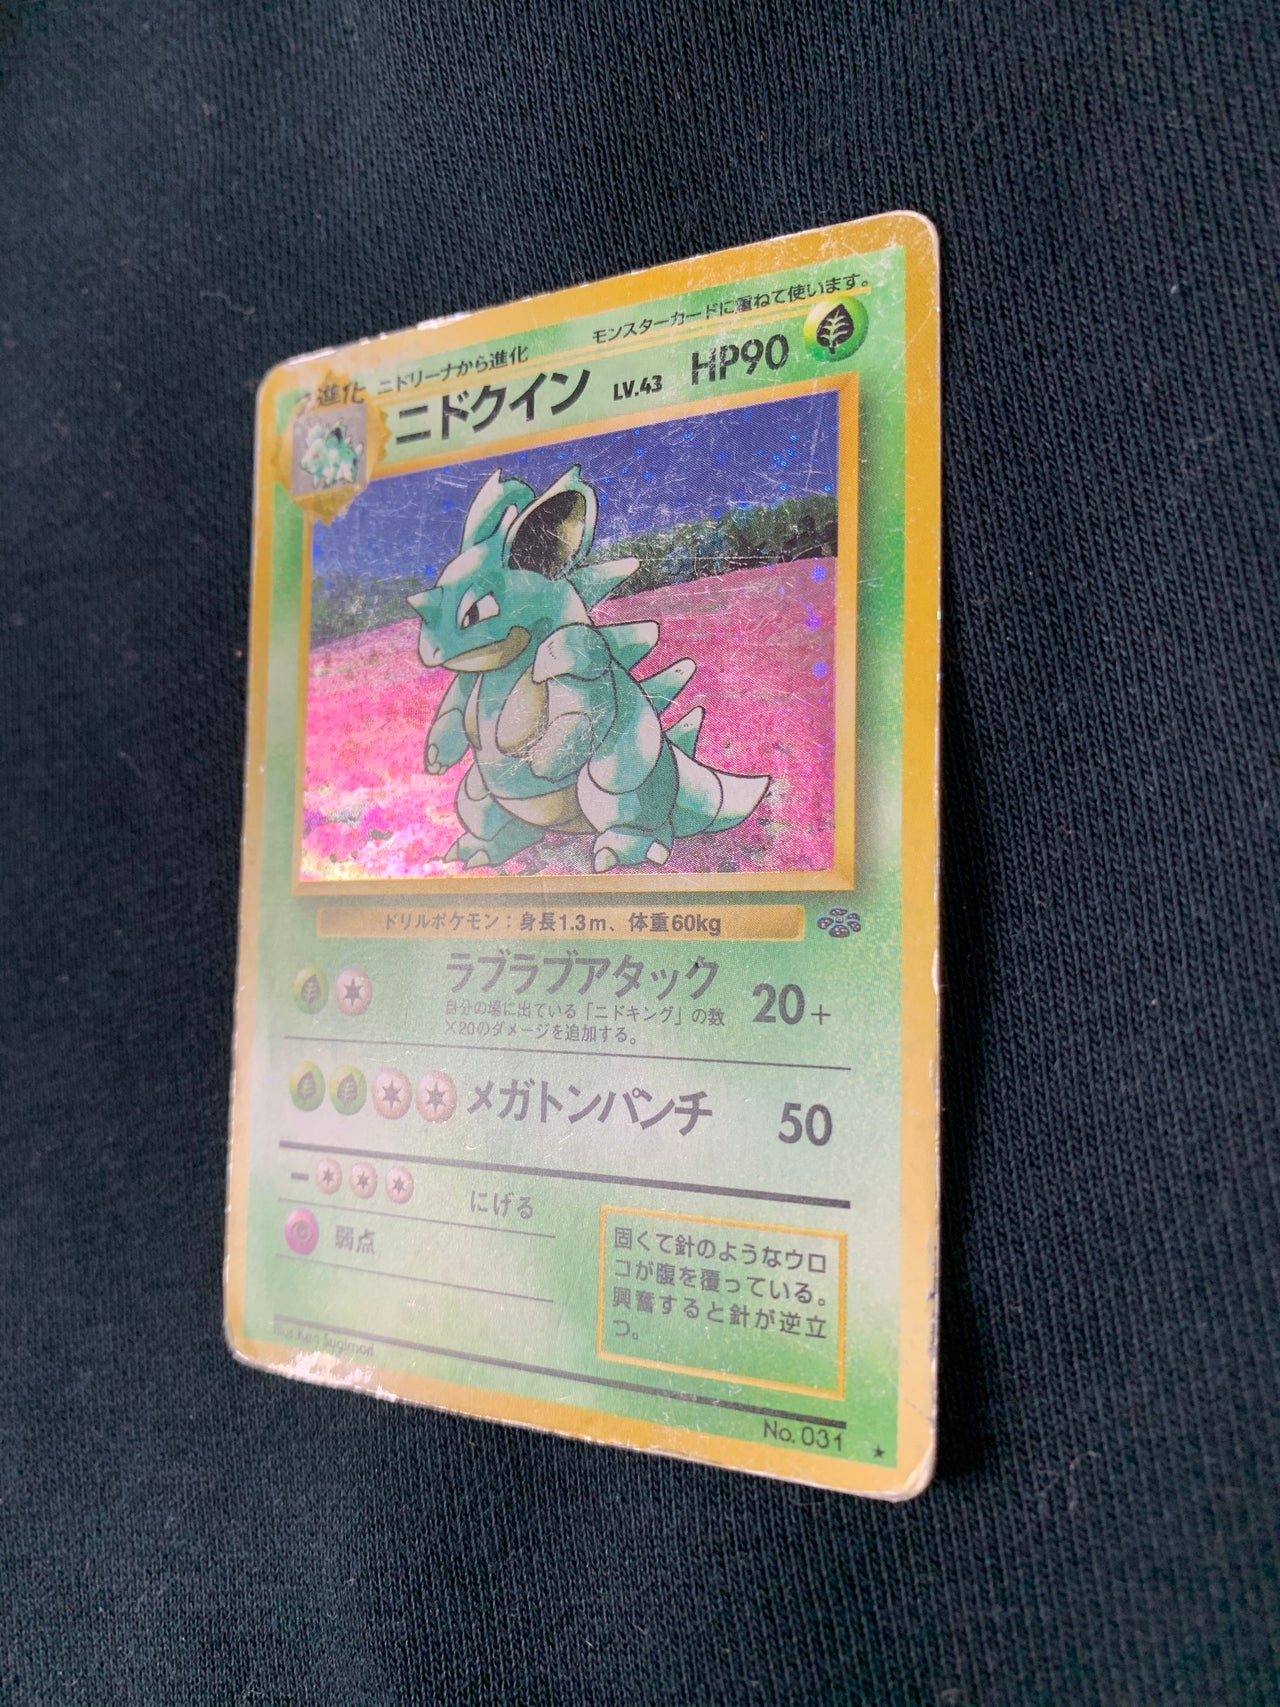 モンスターカードに重ねて使います。
2進化 ニドリーナから進化
ニドクイン LV.43 HP90
ドリルポケモン：身長1.3m、体重60kg
ラブラブアタック 20+
自分の場に出ている「ニドキング」の数
×20のダメージを追加する。
メガトンパンチ 50
にげる
弱点
固くて針のようなウロ
コが腹を覆っている。
興奮すると針が逆立
つ。
Illus. Ken Sugimori
No. 031